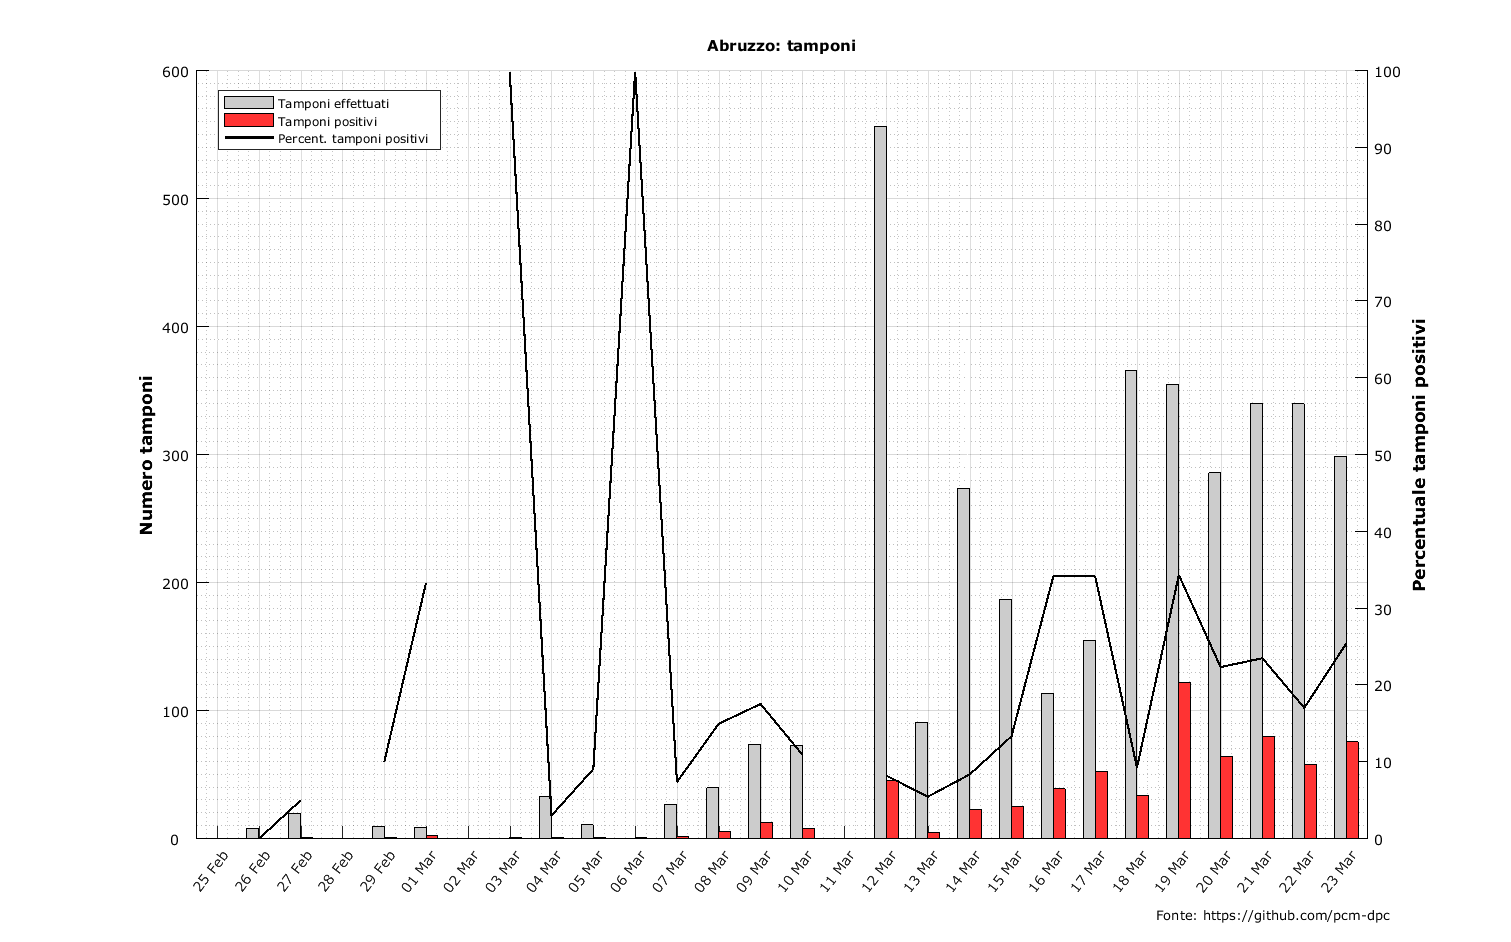 Abruzzo: tamponi
Tamponi effettuati
Tamponi positivi
Percent. tamponi positivi
Numero tamponi
600
500
400
300
200
100
0
Percentuale tamponi positivi
100
90
80
70
60
50
40
30
20
10
0
25 Feb
26 Feb
27 Feb
28 Feb
29 Feb
01 Mar
02 Mar
03 Mar
04 Mar
05 Mar
06 Mar
07 Mar
08 Mar
09 Mar
10 Mar
11 Mar
12 Mar
13 Mar
14 Mar
15 Mar
16 Mar
17 Mar
18 Mar
19 Mar
20 Mar
21 Mar
22 Mar
23 Mar
Fonte: https://github.com/pcm-dpc